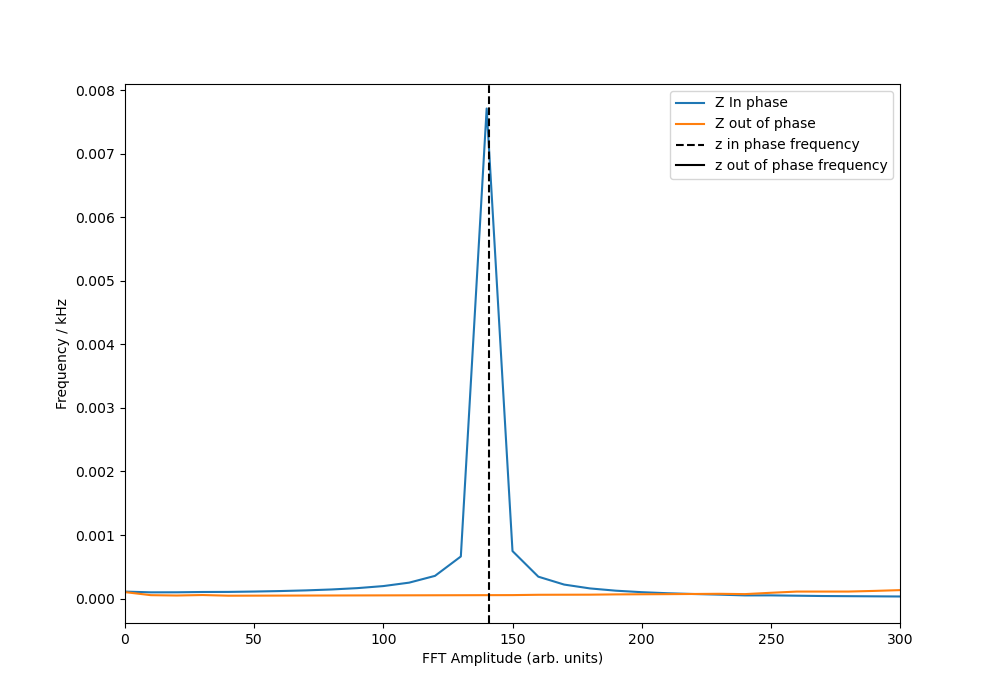 0.008
0.007
0.006
0.005
0.004
0.003
0.002
0.001
0.000
Frequency / kHz
Z In phase
Z out of phase
z in phase frequency
z out of phase frequency
0 50 100 150 200 250 300
FFT Amplitude (arb. units)